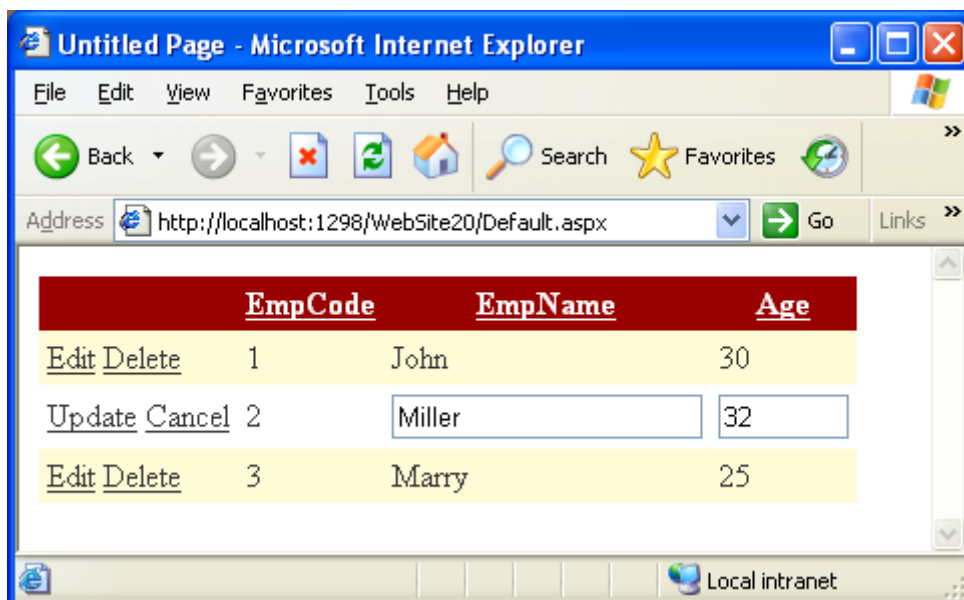 Untitled Page - Microsoft Internet Explorer
File Edit View Favorites Tools Help
Back Search Favorites
Address http://localhost:1298/WebSite20/Default.aspx Go Links
EmpCode EmpName Age
Edit Delete 1 John 30
Update Cancel 2 Miller 32
Edit Delete 3 Marry 25
Local intranet